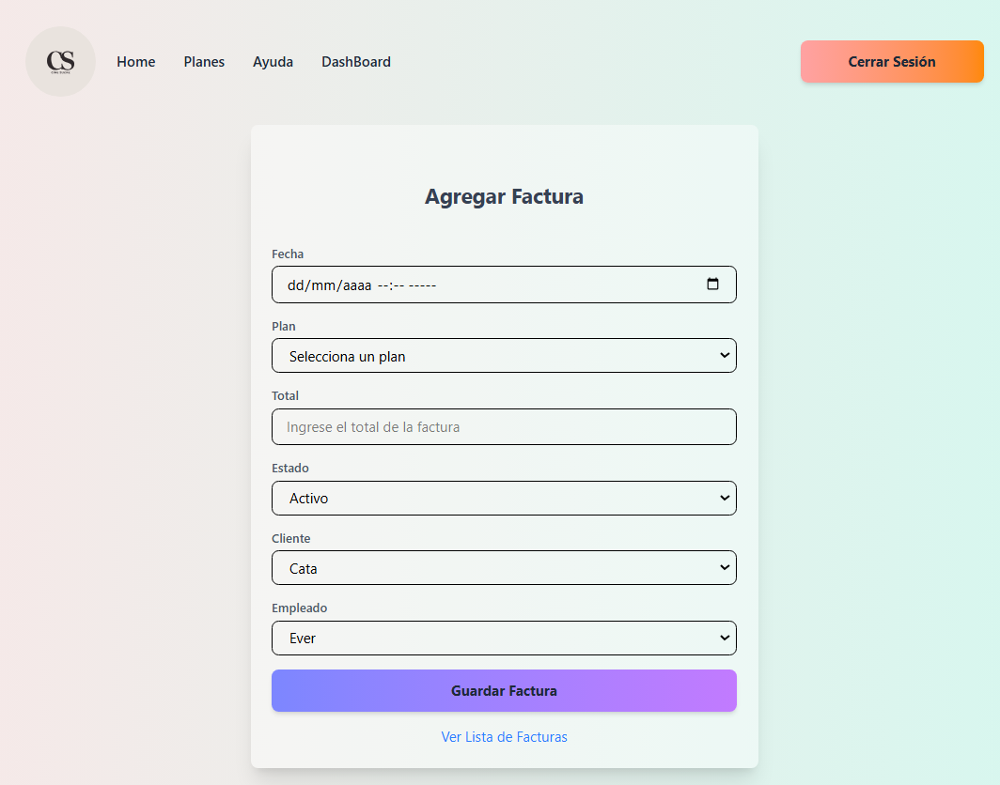 CS
Home Planes Ayuda DashBoard Cerrar Sesión
Agregar Factura
Fecha
dd/mm/aaaa --:-- -----
Plan
Selecciona un plan
Total
Ingrese el total de la factura
Estado
Activo
Cliente
Cata
Empleado
Ever
Guardar Factura
Ver Lista de Facturas